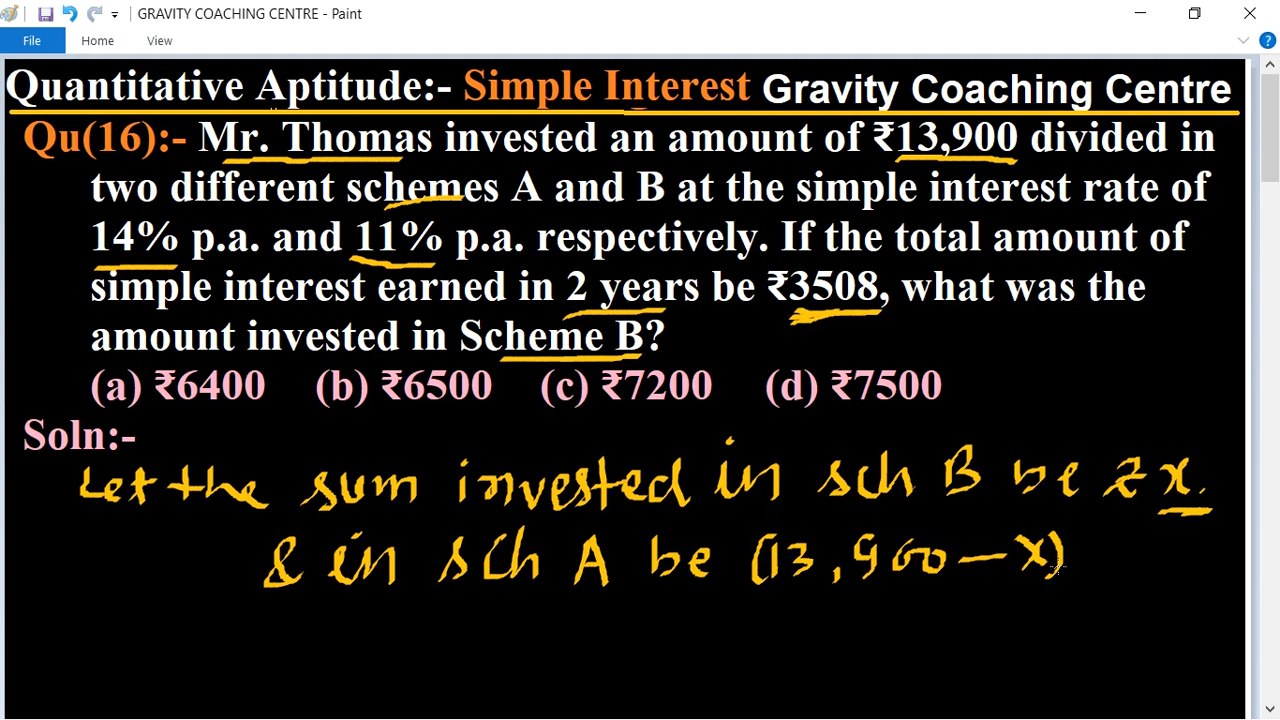 GRAVITY COACHING CENTRE - Paint
File Home View
Quantitative Aptitude:- Simple Interest Gravity Coaching Centre
Qu(16):- Mr. Thomas invested an amount of ₹13,900 divided in
two different schemes A and B at the simple interest rate of
14% p.a. and 11% p.a. respectively. If the total amount of
simple interest earned in 2 years be ₹3508, what was the
amount invested in Scheme B?
(a) ₹6400 (b) ₹6500 (c) ₹7200 (d) ₹7500
Soln:-
Let the sum invested in sch B be ₹ x.
& in sch A be (13,900 - x)